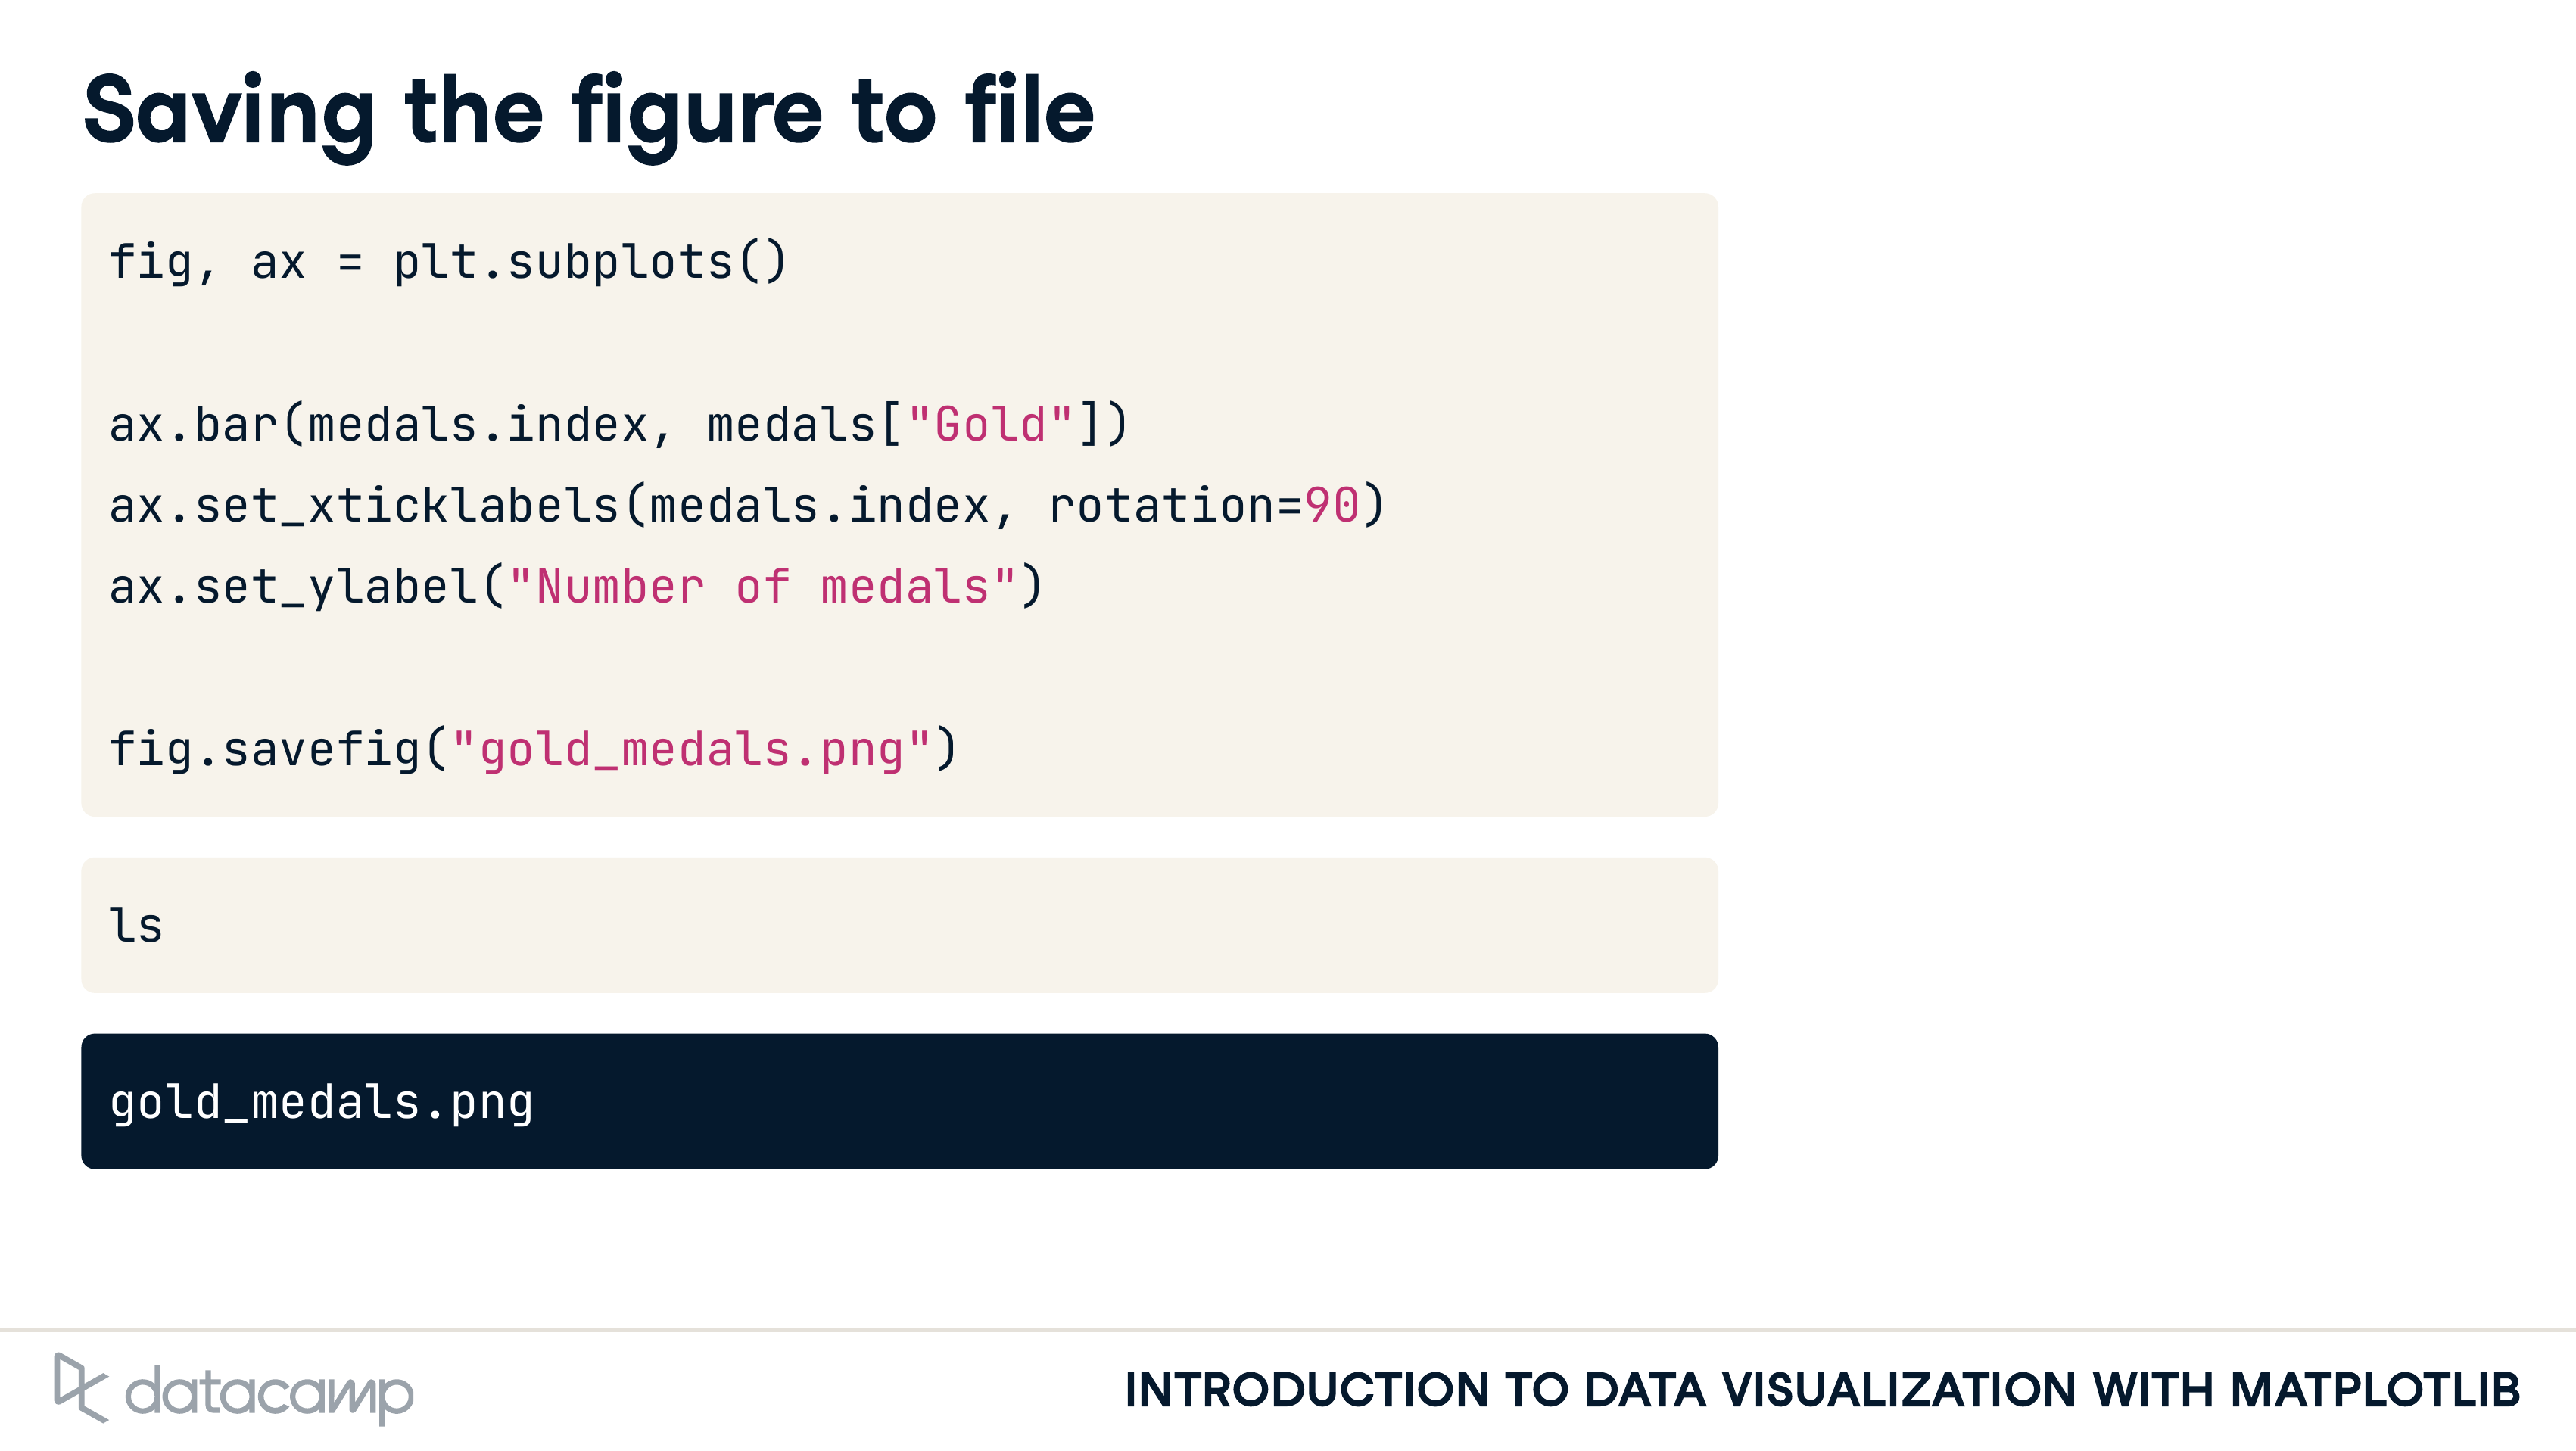 Saving the figure to file
fig, ax = plt.subplots()
ax.bar(medals.index, medals["Gold"])
ax.set_xticklabels(medals.index, rotation=90)
ax.set_ylabel("Number of medals")
fig.savefig("gold_medals.png")
ls
gold_medals.png
datacamp
INTRODUCTION TO DATA VISUALIZATION WITH MATPLOTLIB